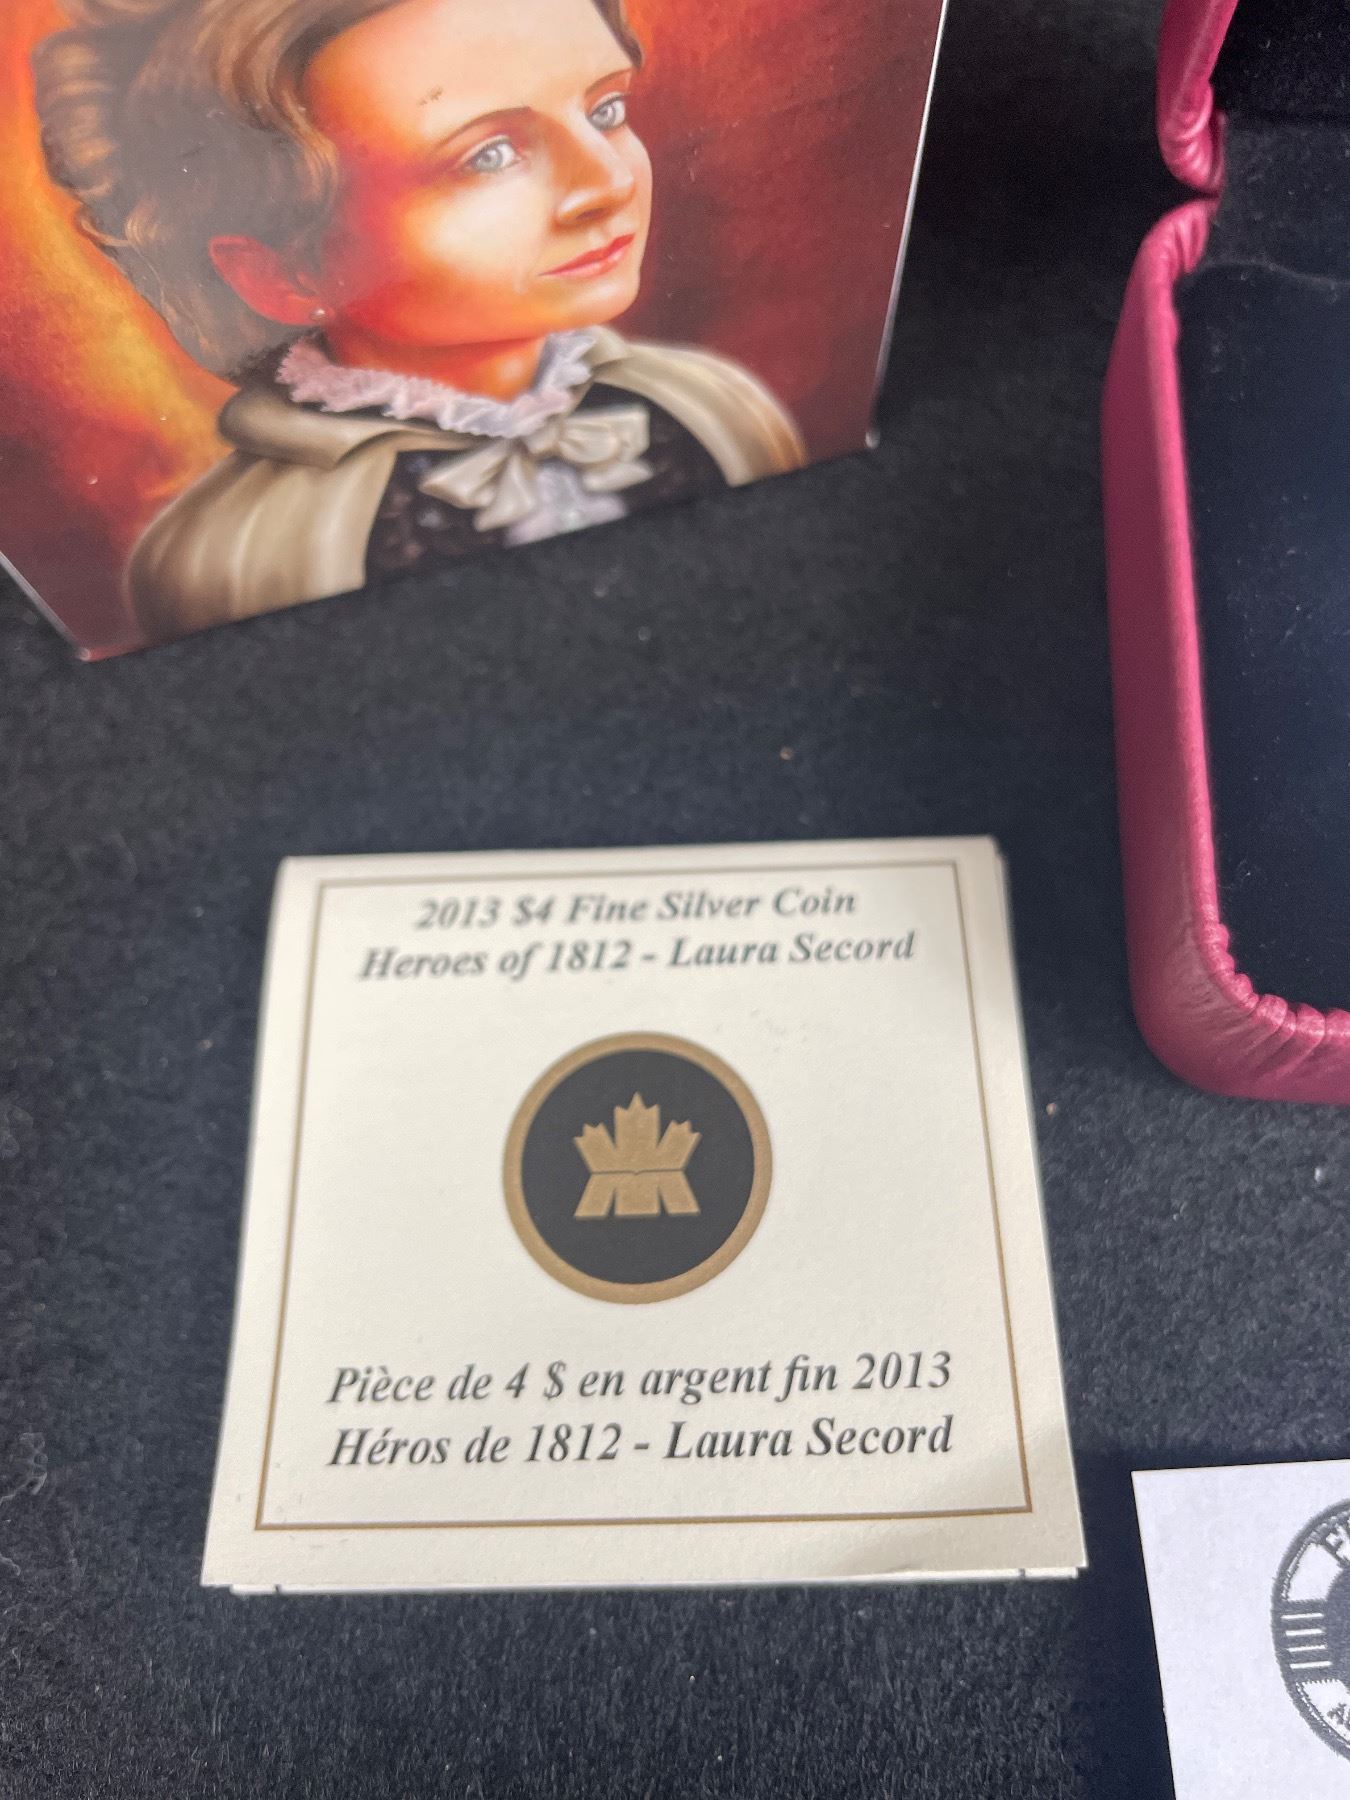 2013 $4 Fine Silver Coin
Heroes of 1812 - Laura Secord
Pièce de 4 $ en argent fin 2013
Héros de 1812 - Laura Secord